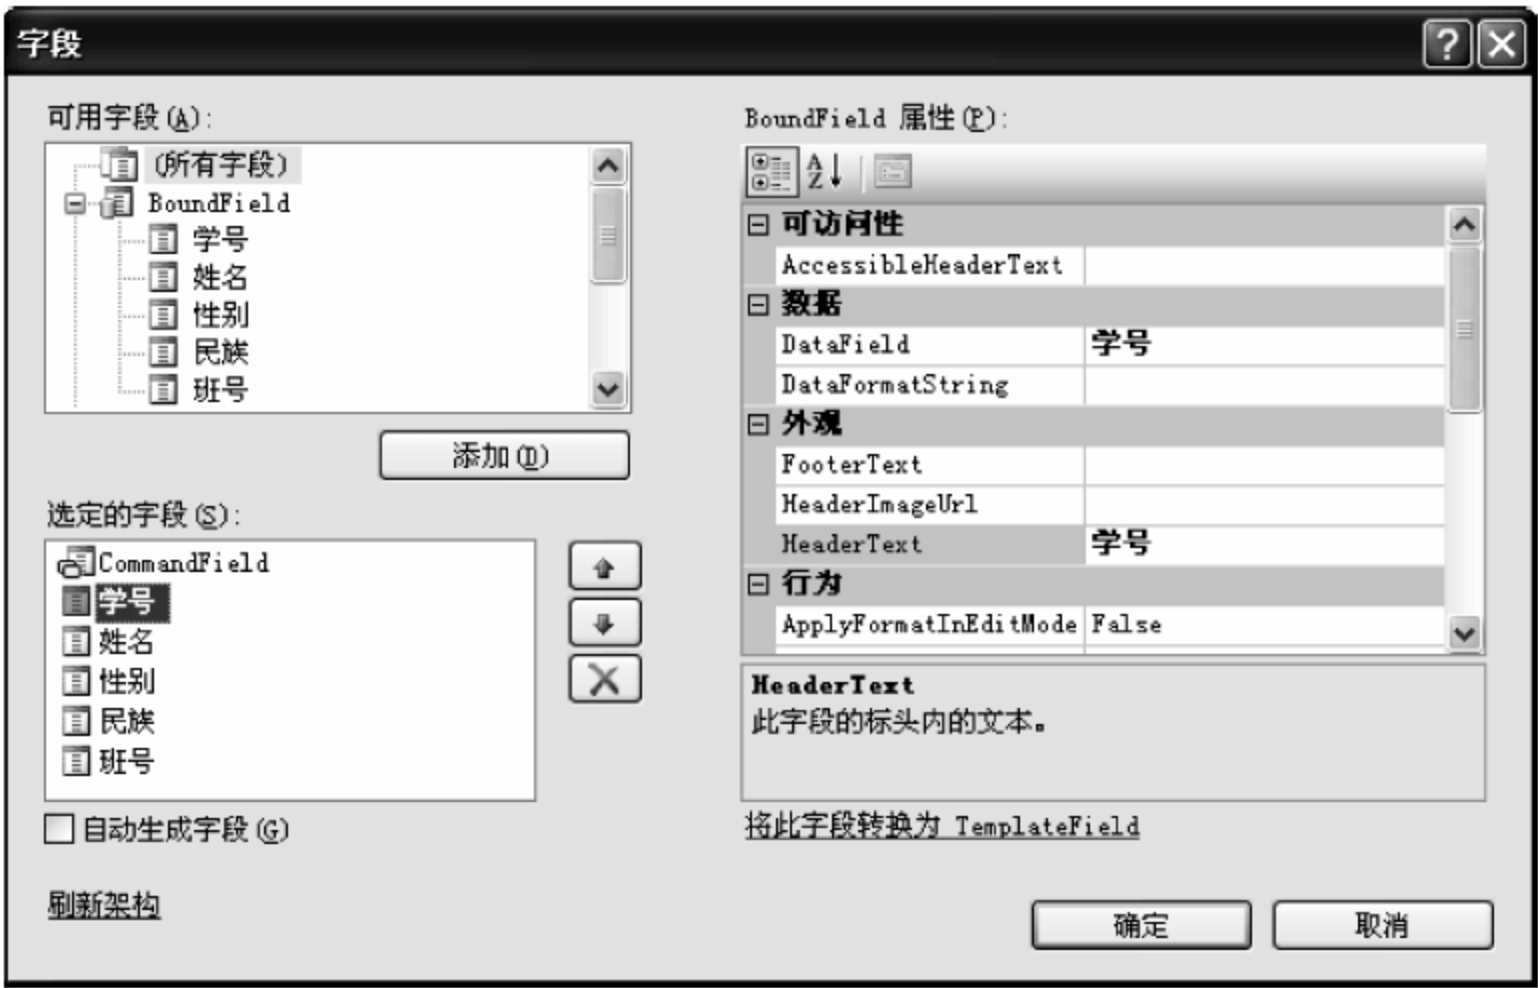 字段
可用字段(A):
(所有字段)
BoundField
学号
姓名
性别
民族
班号
添加(D)
选定的字段(S):
CommandField
学号
姓名
性别
民族
班号
自动生成字段(G)
刷新架构
BoundField 属性(P):
可访问性
AccessibleHeaderText
数据
DataField 学号
DataFormatString
外观
FooterText
HeaderImageUrl
HeaderText 学号
行为
ApplyFormatInEditMode False
HeaderText
此字段的标头内的文本。
将此字段转换为 TemplateField
确定 取消